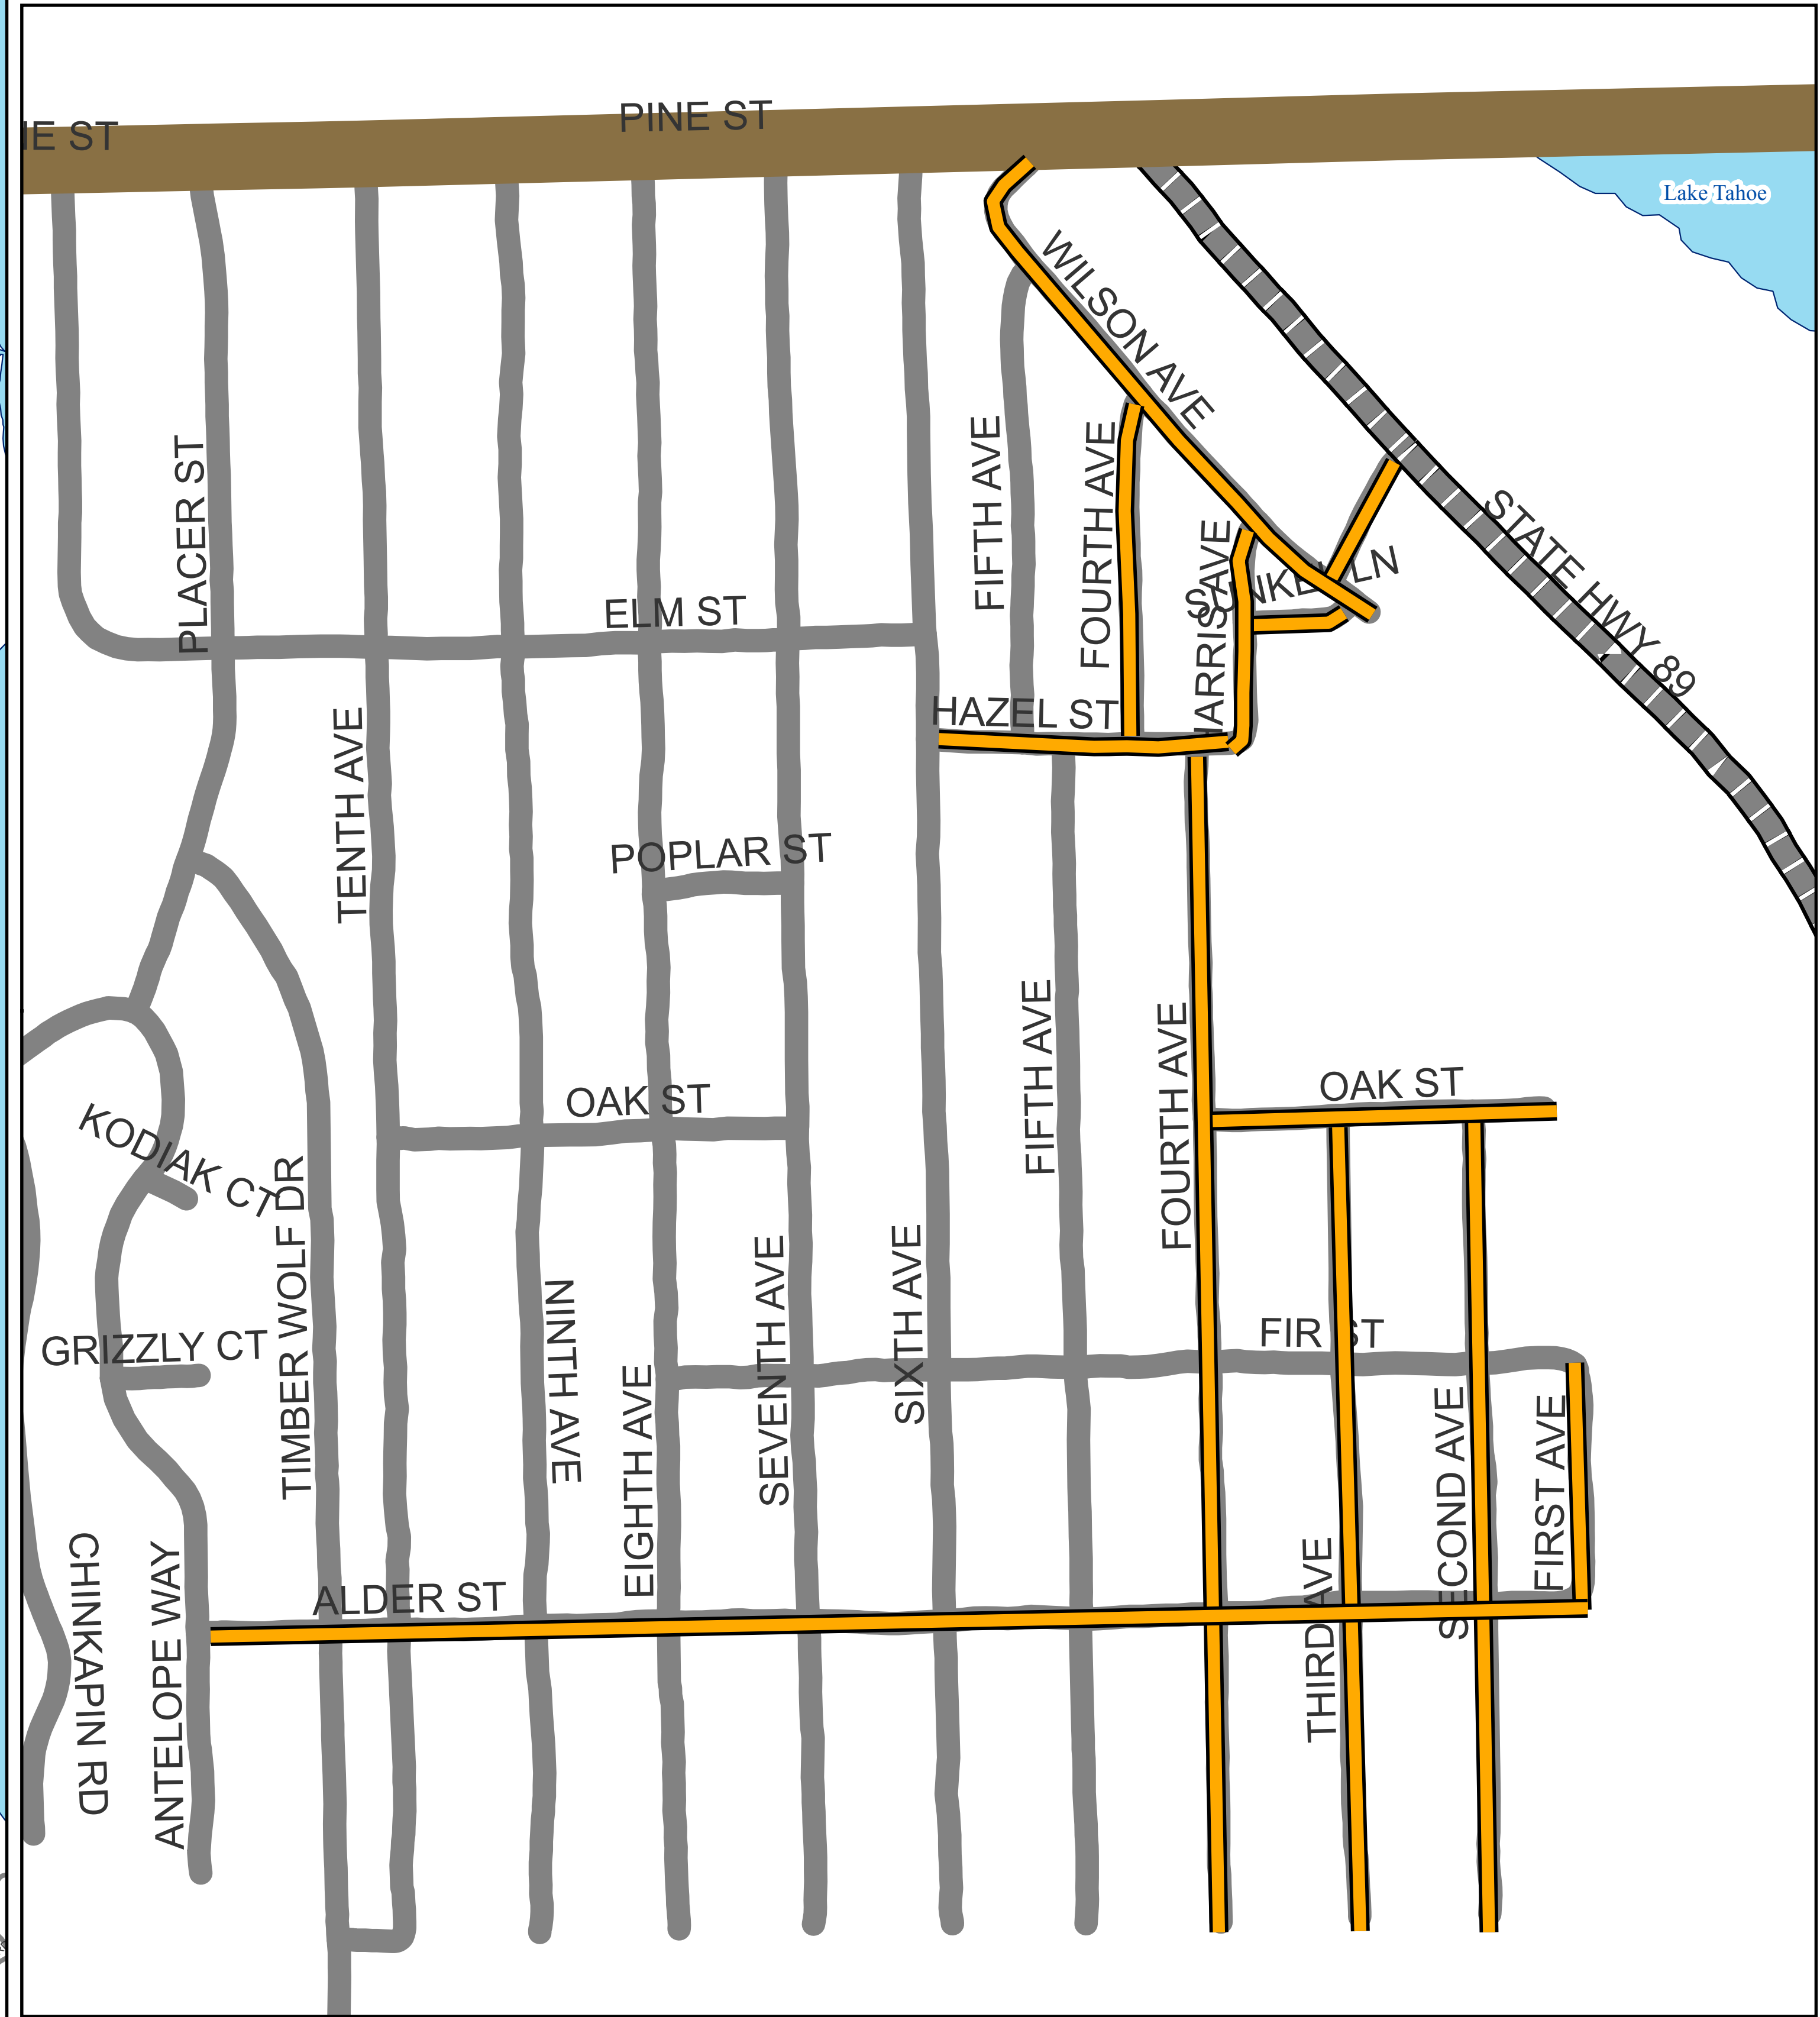 PINE ST
Lake Tahoe
WILSON AVE
FIFTH AVE
FOURTH AVE
PLACER ST
STATE HWY 89
LN
ELM ST
HAZEL ST
TENTH AVE
POPLAR ST
FIFTH AVE
FOURTH AVE
OAK ST
OAK ST
KODIAK CT
TIMBER WOLF DR
SIXTH AVE
SEVENTH AVE
NINTH AVE
GRIZZLY CT
FIR ST
EIGHTH AVE
SECOND AVE
FIRST AVE
CHINKAPIN RD
ANTELOPE WAY
ALDER ST
THIRD AVE